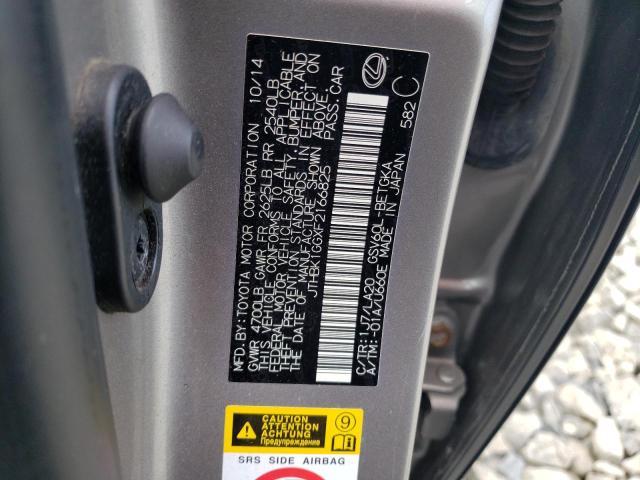 MFD. BY: TOYOTA MOTOR CORPORATION 10/14
GVWR 4700LB GAWR FR 2625LB RR 2540LB
THIS VEHICLE CONFORMS TO ALL APPLICABLE
FEDERAL MOTOR VEHICLE SAFETY, BUMPER, AND
THEFT PREVENTION STANDARDS IN EFFECT ON
THE DATE OF MANUFACTURE SHOWN ABOVE.
JTHBK1GGXF2166825 PASS. CAR
C/TR: 1J7/LA20 GSV60L-BETGKA
A/TM: -01A/U660E MADE IN JAPAN
582 C
CAUTION
ATTENTION
ACHTUNG
Предупреждение
9
SRS SIDE AIRBAG